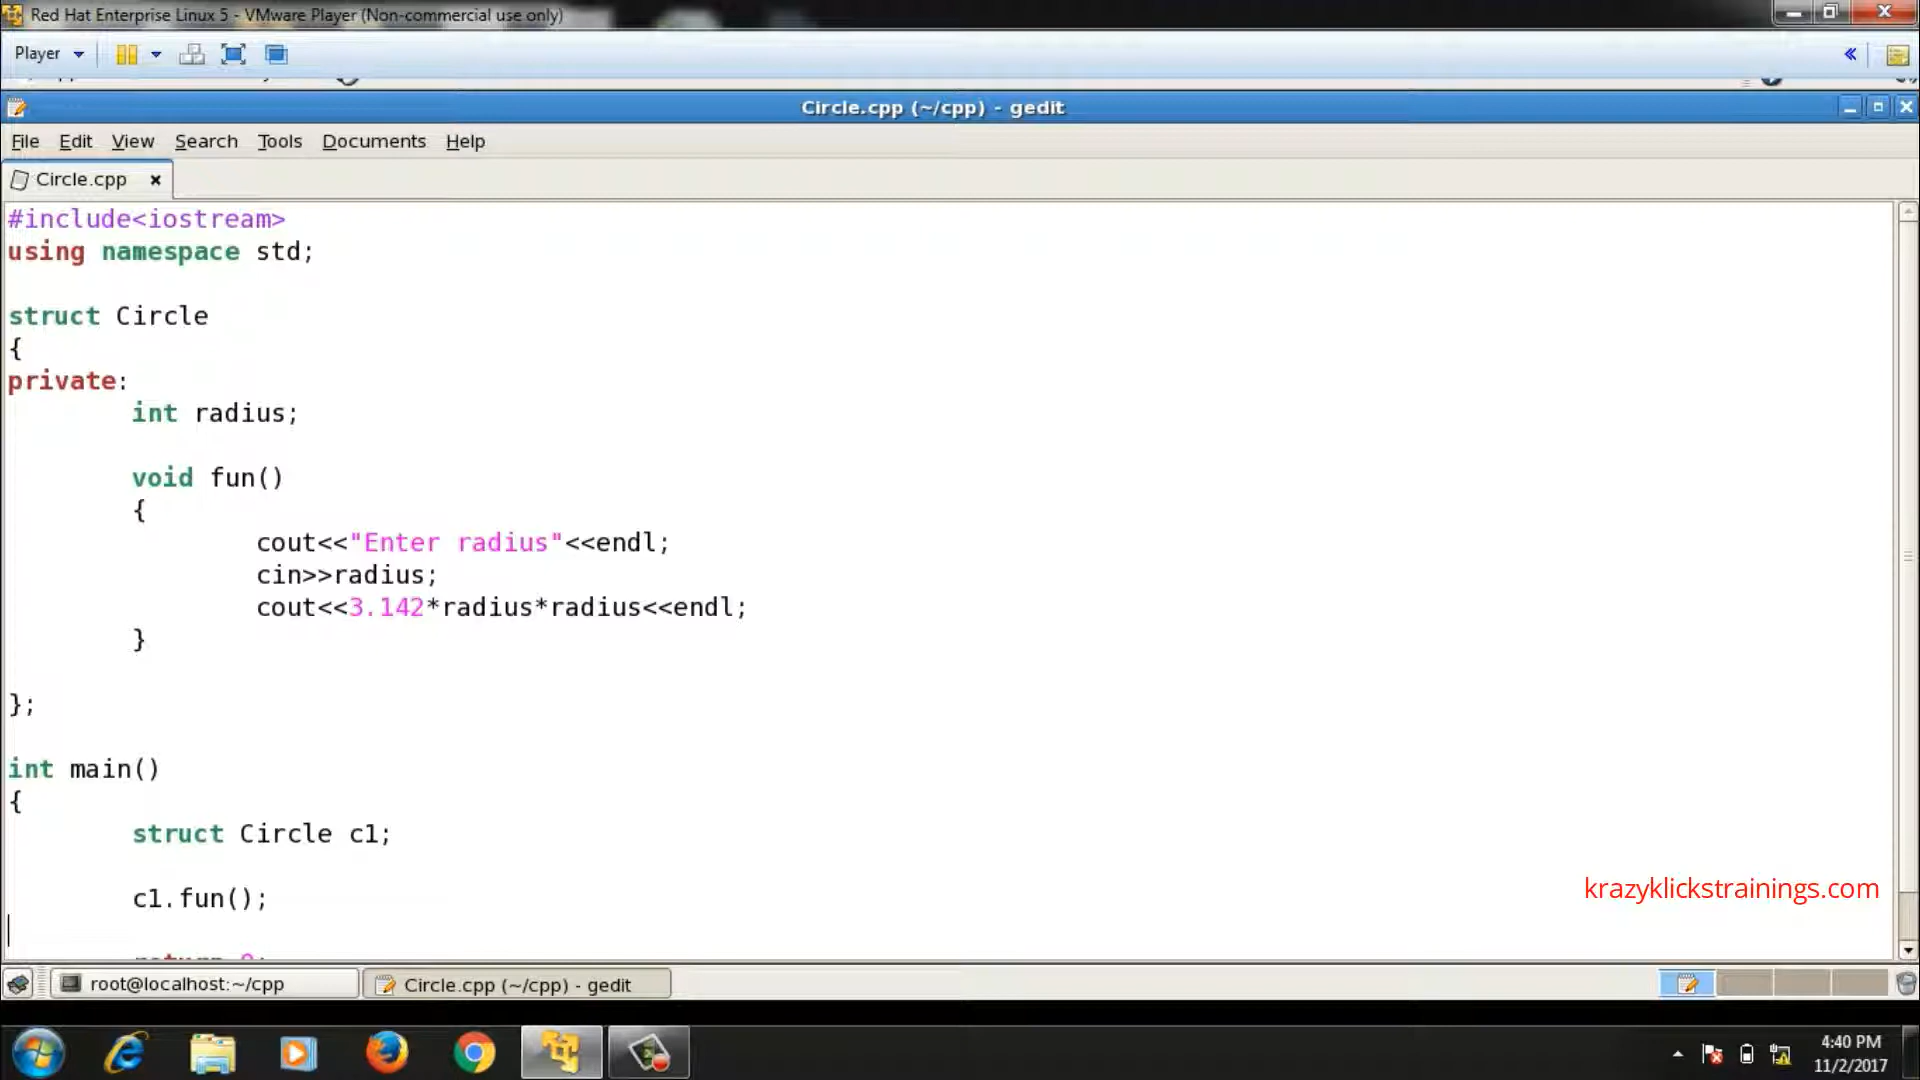 Red Hat Enterprise Linux 5 - VMware Player (Non-commercial use only)
Player
Circle.cpp (~/cpp) - gedit
File Edit View Search Tools Documents Help
Circle.cpp
#include<iostream>
using namespace std;
struct Circle
{
private:
int radius;
void fun()
{
cout<<"Enter radius"<<endl;
cin>>radius;
cout<<3.142*radius*radius<<endl;
}
};
int main()
{
struct Circle c1;
c1.fun();
krazyklickstrainings.com
return 0;
root@localhost:~/cpp
Circle.cpp (~/cpp) - gedit
4:40 PM
11/2/2017